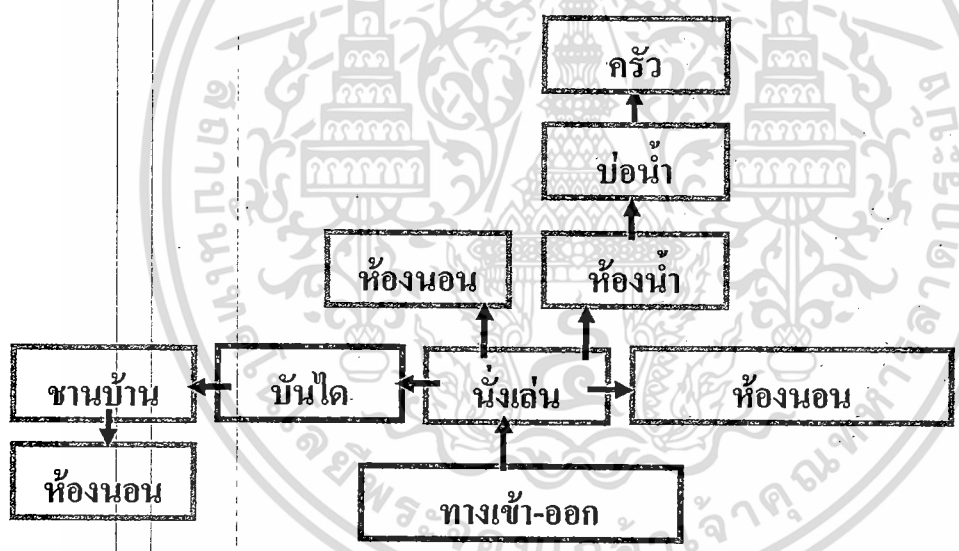 ครัว
บ่อน้ำ
ห้องนอน
ห้องน้ำ
ชานบ้าน
บันได
นั่งเล่น
ห้องนอน
ห้องนอน
ทางเข้า-ออก